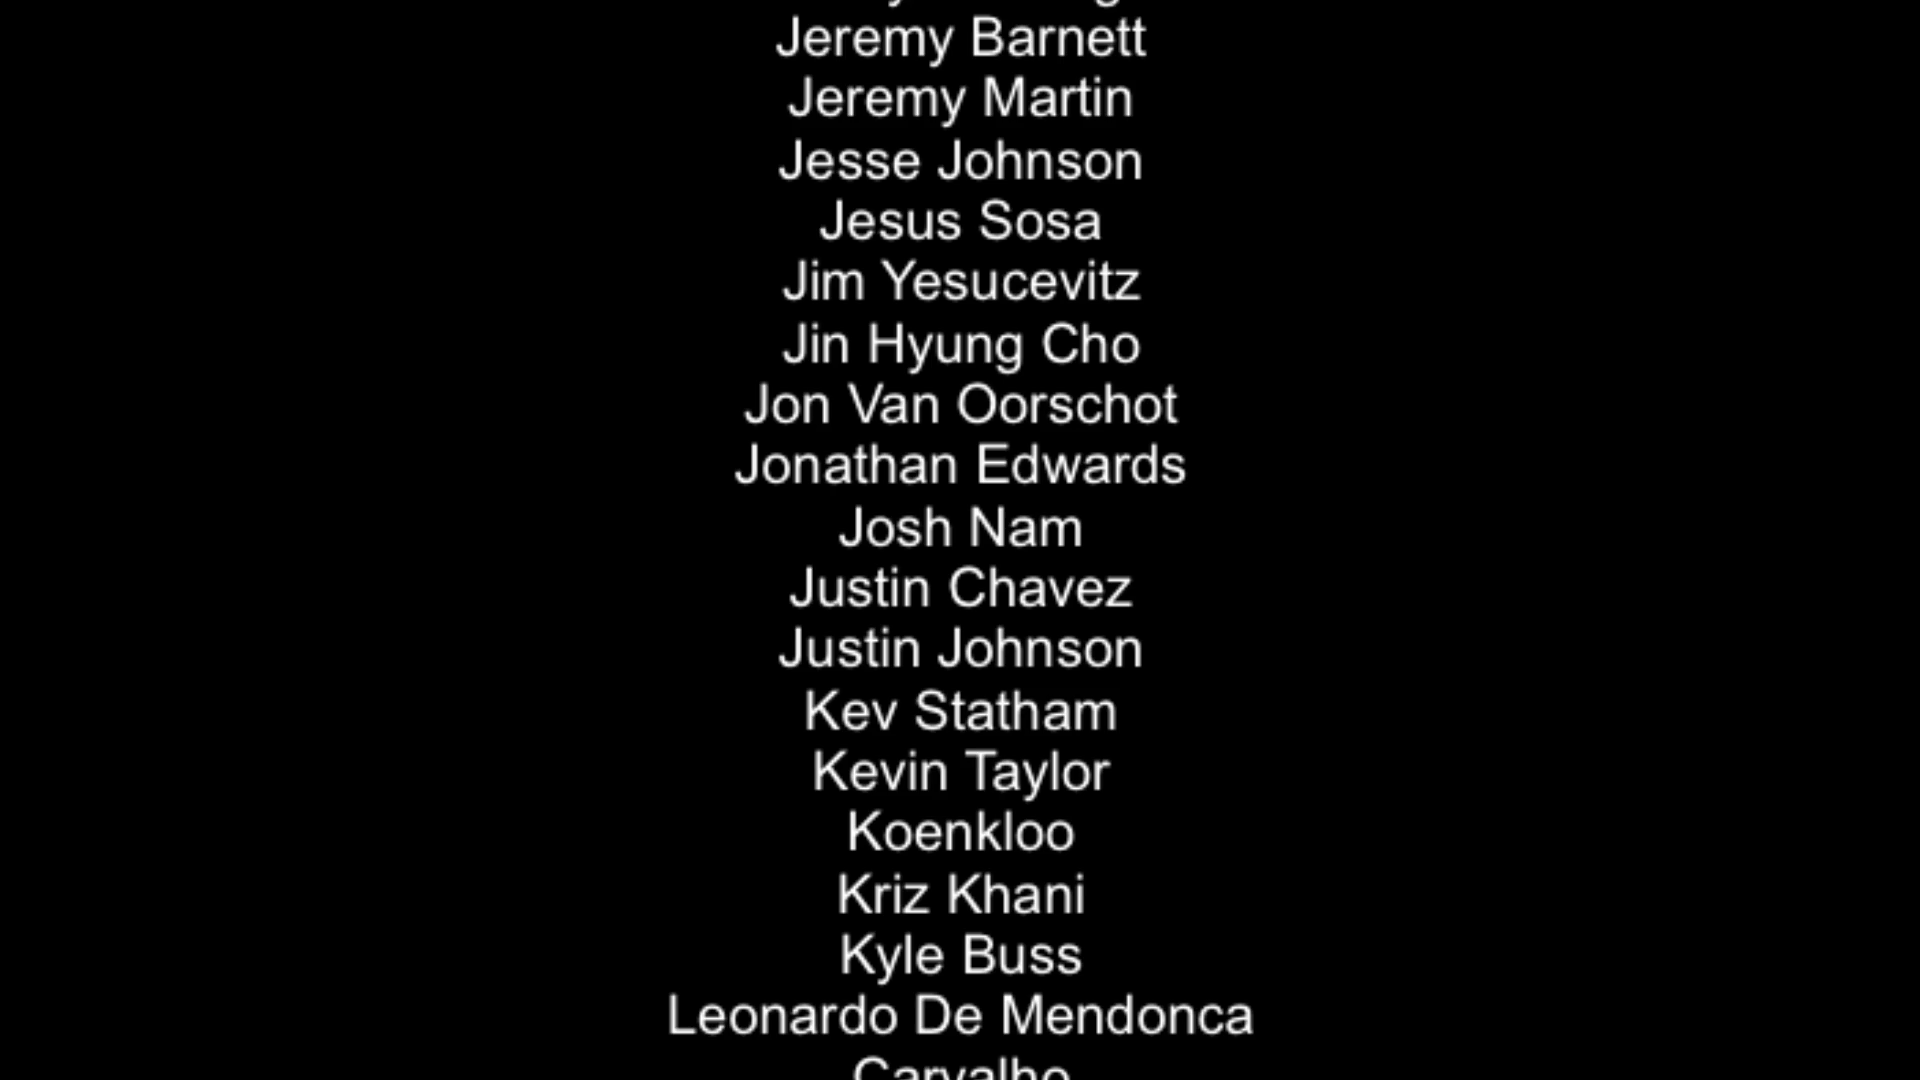 Jeremy Barnett
Jeremy Martin
Jesse Johnson
Jesus Sosa
Jim Yesucevitz
Jin Hyung Cho
Jon Van Oorschot
Jonathan Edwards
Josh Nam
Justin Chavez
Justin Johnson
Kev Statham
Kevin Taylor
Koenkloo
Kriz Khani
Kyle Buss
Leonardo De Mendonca
Carvalho